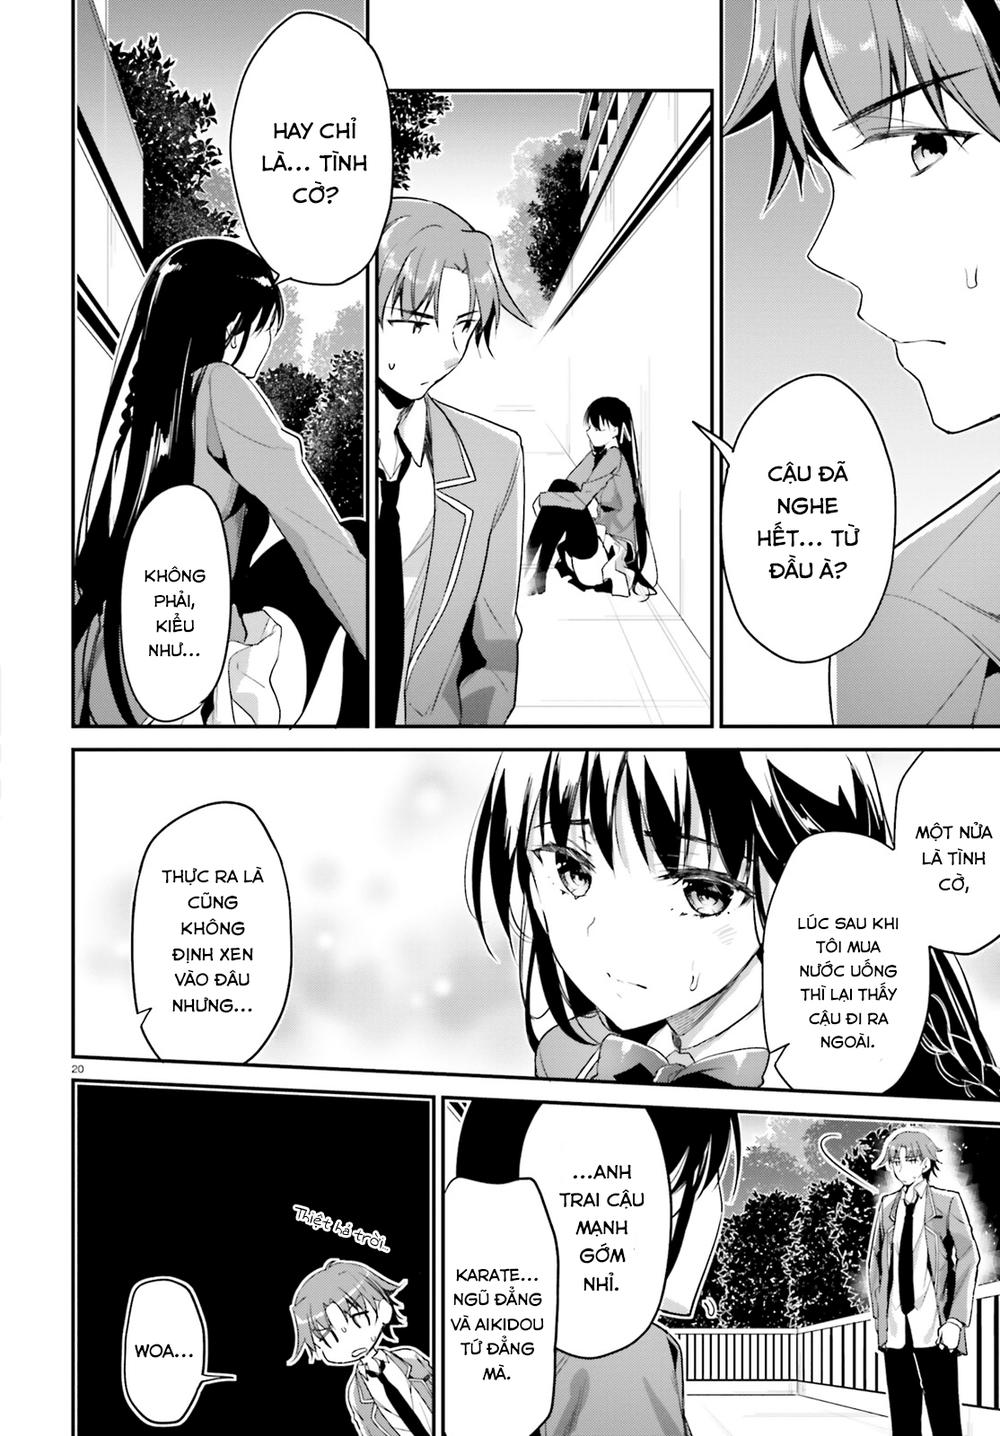 CẬU ĐÃ
NGHE
HẾT... TỪ
ĐẦU À?
HAY CHỈ
LÀ... TÌNH
CỜ?
KHÔNG
PHẢI,
KIỂU
NHƯ...
MỘT NỬA
LÀ TÌNH
CỜ,
LÚC SAU KHI
TÔI MUA
NƯỚC UỐNG
THÌ LẠI THẤY
CẬU ĐI RA
NGOÀI.
THỰC RA LÀ
CŨNG
KHÔNG
ĐỊNH XEN
VÀO ĐÂU
NHƯNG...
20
...ANH
TRAI CẬU
MẠNH
GỚM
NHỈ.
KARATE...
NGŨ ĐẲNG
VÀ AIKIDOU
TỨ ĐẲNG
MÀ.
Thiệt hả trời..
WOA...